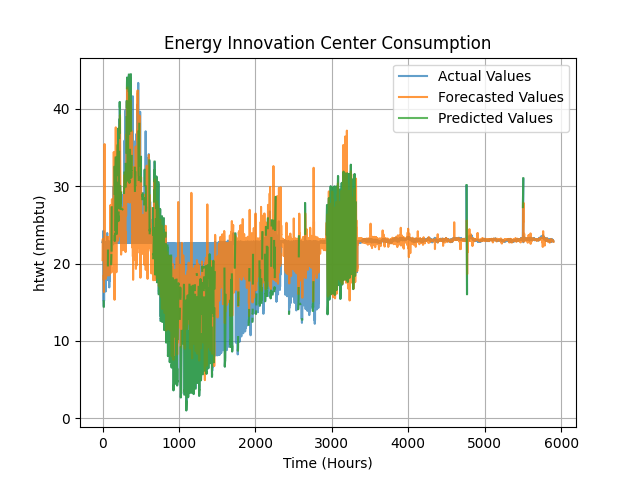 Energy Innovation Center Consumption
Actual Values
Forecasted Values
Predicted Values
htwt (mmbtu)
40
30
20
10
0
0 1000 2000 3000 4000 5000 6000
Time (Hours)